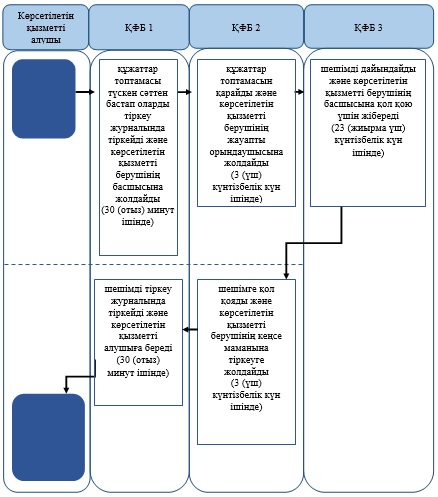 Көрсетілетін
қызметті
алушы
ҚФБ 1
ҚФБ 2
ҚФБ 3
құжаттар
топтамасы
түскен сәттен
бастап оларды
тіркеу
журналында
тіркейді және
көрсетілетін
қызметті
берушінің
басшысына
жолдайды
(30 (отыз) минут
ішінде)
құжаттар
топтамасын
қарайды және
көрсетілетін
қызметті
берушінің
жауапты
орындаушысына
жолдайды
(3 (үш)
күнтізбелік күн
ішінде)
шешімді дайындайды
және көрсетілетін
қызметті берушінің
басшысына қол қою
үшін жібереді
(23 (жиырма үш)
күнтізбелік күн
ішінде)
шешімді тіркеу
журналында
тіркейді және
көрсетілетін
қызметті
алушыға береді
(30 (отыз)
минут ішінде)
шешімге қол
қояды және
көрсетілетін
қызметті
берушінің кеңсе
маманына
тіркеуге
жолдайды
(3 (үш)
күнтізбелік күн
ішінде)